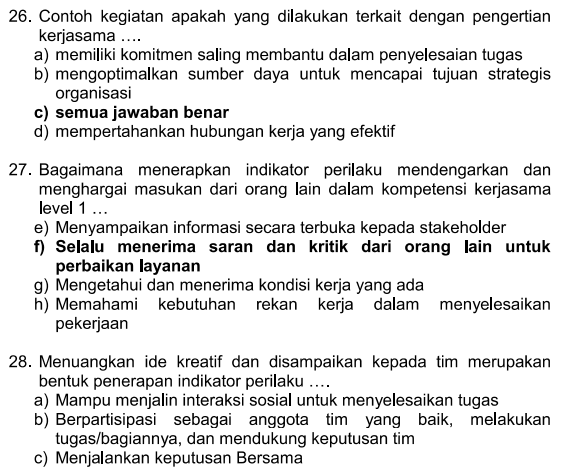 26. Contoh kegiatan apakah yang dilakukan terkait dengan pengertian
kerjasama ….
a) memiliki komitmen saling membantu dalam penyelesaian tugas
b) mengoptimalkan sumber daya untuk mencapai tujuan strategis
organisasi
c) semua jawaban benar
d) mempertahankan hubungan kerja yang efektif
27. Bagaimana menerapkan indikator perilaku mendengarkan dan
menghargai masukan dari orang lain dalam kompetensi kerjasama
level 1 …
e) Menyampaikan informasi secara terbuka kepada stakeholder
f) Selalu menerima saran dan kritik dari orang lain untuk
perbaikan layanan
g) Mengetahui dan menerima kondisi kerja yang ada
h) Memahami kebutuhan rekan kerja dalam menyelesaikan
pekerjaan
28. Menuangkan ide kreatif dan disampaikan kepada tim merupakan
bentuk penerapan indikator perilaku ….
a) Mampu menjalin interaksi sosial untuk menyelesaikan tugas
b) Berpartisipasi sebagai anggota tim yang baik, melakukan
tugas/bagiannya, dan mendukung keputusan tim
c) Menjalankan keputusan Bersama